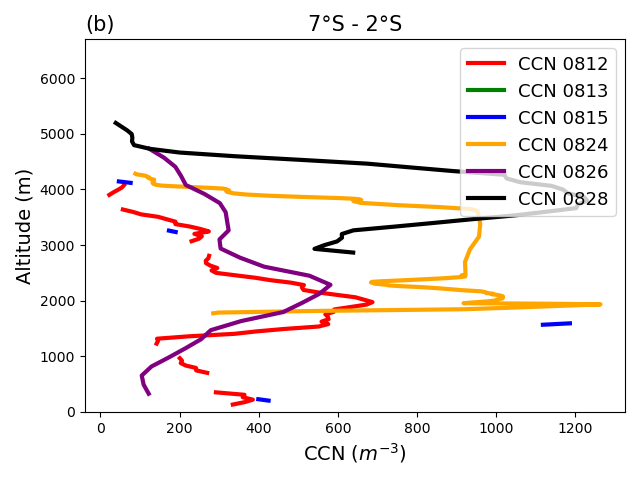 (b) 7°S - 2°S
CCN 0812
CCN 0813
CCN 0815
CCN 0824
CCN 0826
CCN 0828
Altitude (m)
6000
5000
4000
3000
2000
1000
0
0 200 400 600 800 1000 1200
CCN (m⁻³)